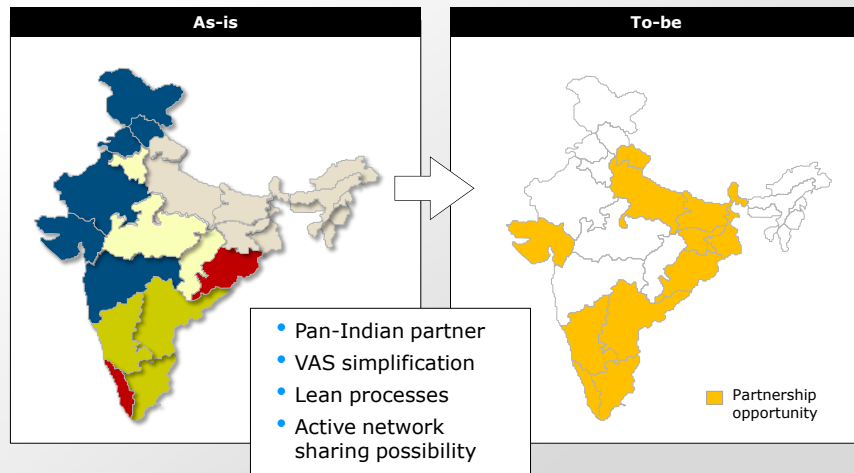 As-is
To-be
• Pan-Indian partner
• VAS simplification
• Lean processes
• Active network
sharing possibility
Partnership
opportunity